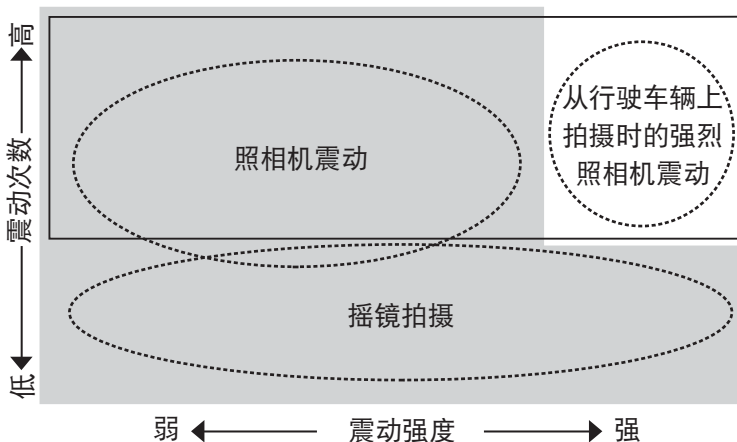 高
震动次数
低
照相机震动
从行驶车辆上
拍摄时的强烈
照相机震动
摇镜拍摄
弱
震动强度
强